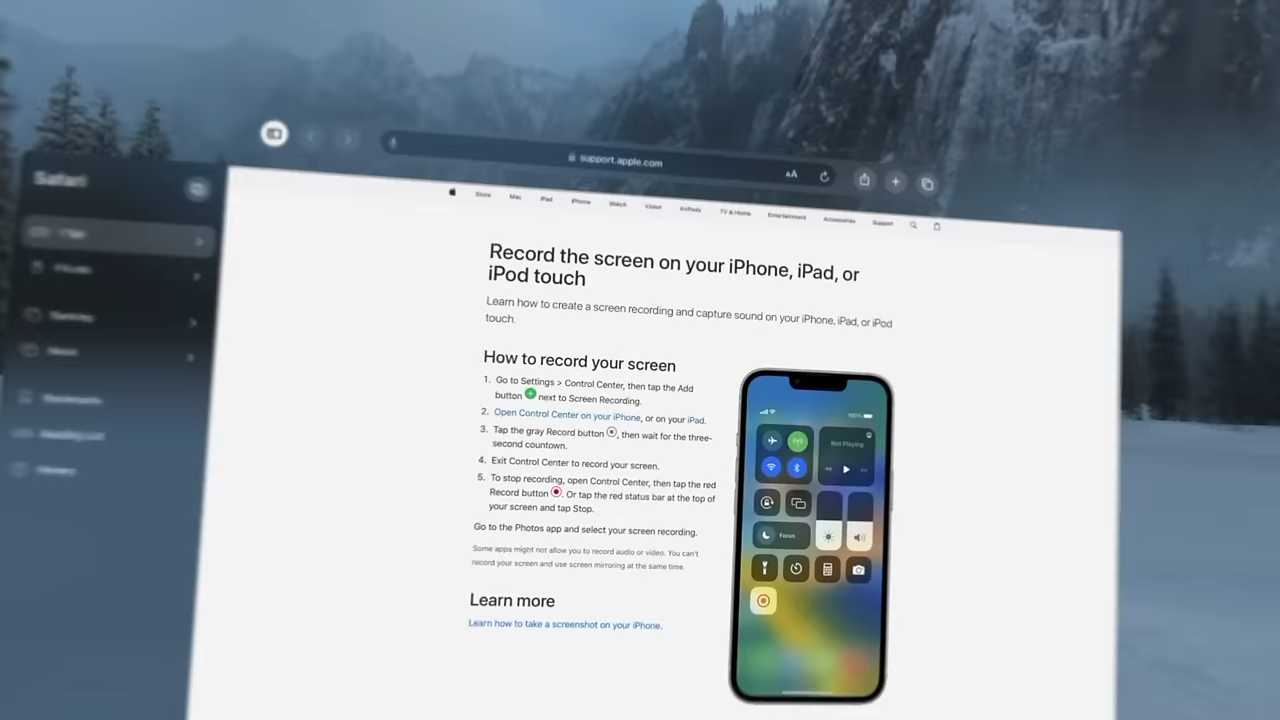 Safari
support.apple.com
AA
Store Mac iPad iPhone Watch Vision AirPods TV & Home Entertainment Accessories Support
Record the screen on your iPhone, iPad, or
iPod touch
Learn how to create a screen recording and capture sound on your iPhone, iPad, or iPod
touch.
How to record your screen
1. Go to Settings > Control Center, then tap the Add
button next to Screen Recording.
2. Open Control Center on your iPhone, or on your iPad.
3. Tap the gray Record button , then wait for the three-
second countown.
4. Exit Control Center to record your screen.
5. To stop recording, open Control Center, then tap the red
Record button . Or tap the red status bar at the top of
your screen and tap Stop.
Go to the Photos app and select your screen recording.
Some apps might not allow you to record audio or video. You can't
record your screen and use screen mirroring at the same time.
Learn more
Learn how to take a screenshot on your iPhone.
100%
Not Playing
Focus